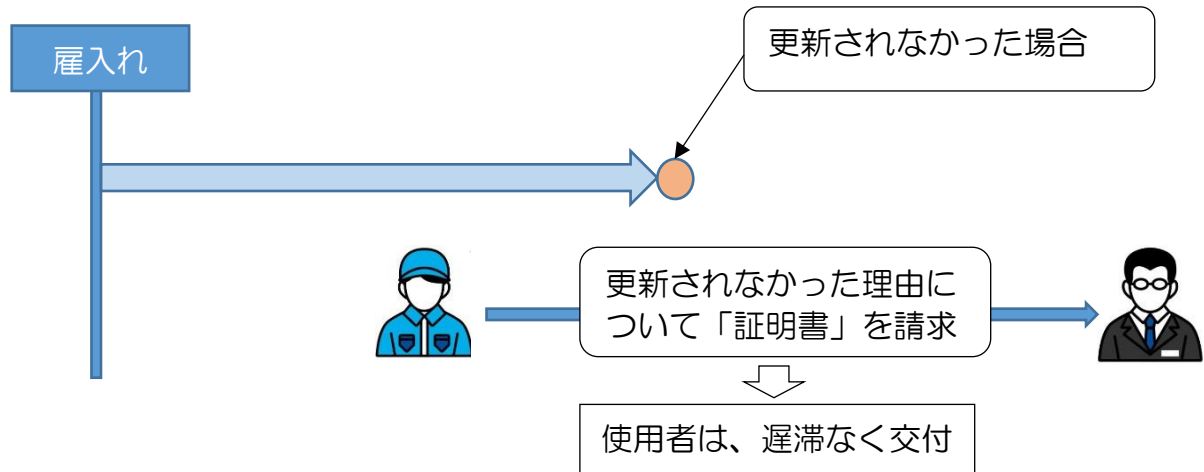 雇入れ
更新されなかった場合
更新されなかった理由に
ついて「証明書」を請求
使用者は、遅滞なく交付